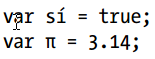 var sí = true;
var π = 3.14;